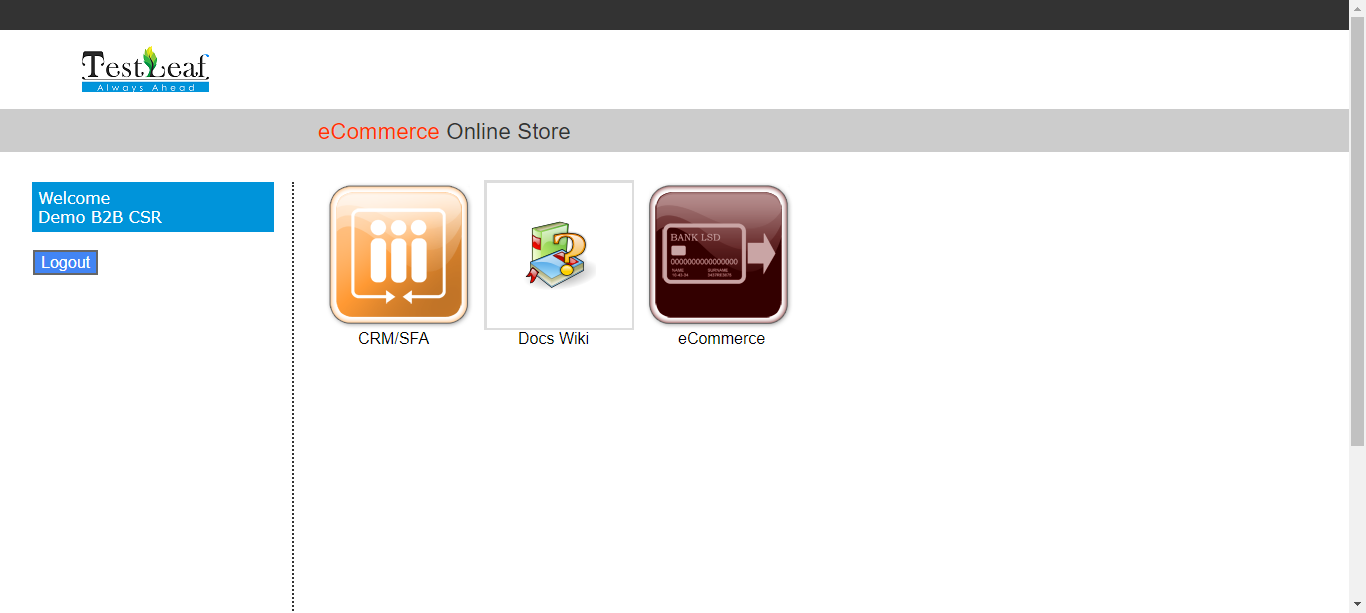 TestLeaf
Always Ahead
eCommerce Online Store
Welcome
Demo B2B CSR
Logout
BANK LSD
0000000000000000
NAME SURNAME
CRM/SFA
Docs Wiki
eCommerce